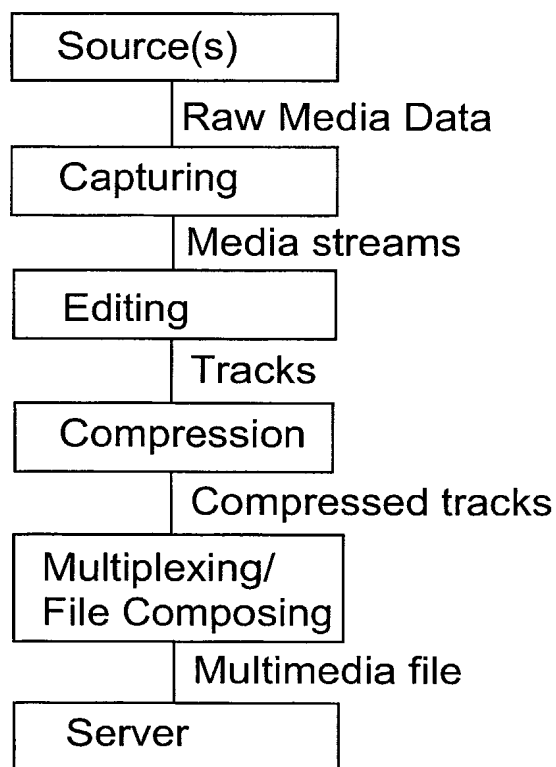 Source(s)
Raw Media Data
Capturing
Media streams
Editing
Tracks
Compression
Compressed tracks
Multiplexing/
File Composing
Multimedia file
Server